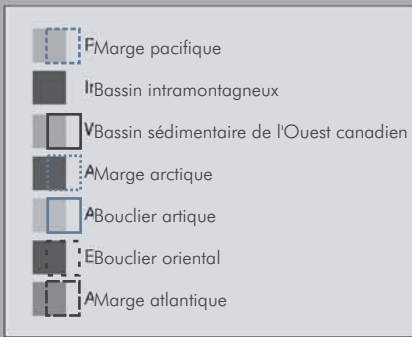 Marge pacifique
Bassin intramontagneux
Bassin sédimentaire de l'Ouest canadien
Marge arctique
Bouclier artique
Bouclier oriental
Marge atlantique